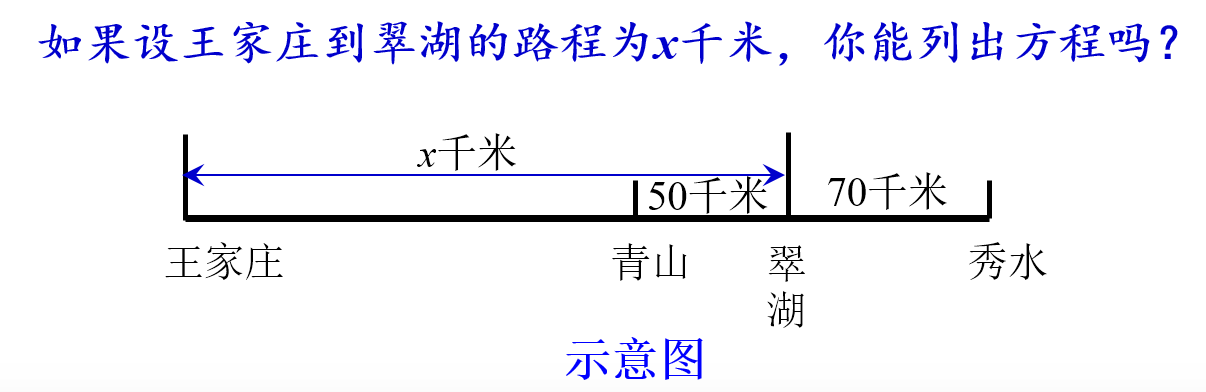 如果设王家庄到翠湖的路程为x千米，你能列出方程吗？
x千米
50千米 70千米
王家庄 青山 翠湖 秀水
示意图